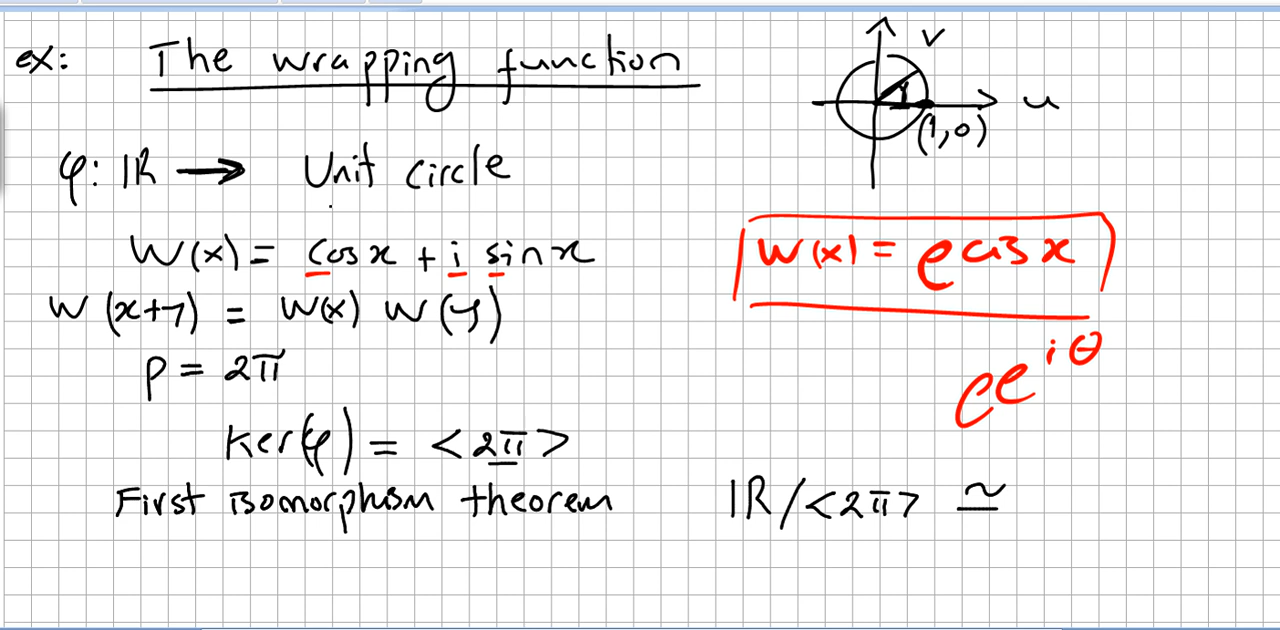 ex: The wrapping function
v
u
(1,0)
φ: ℝ → Unit circle
W(x) = cos x + i sin x
W(x) = ρ cis x
W(x+y) = W(x) W(y)
p = 2π
ρe^{iθ}
Ker(φ) = <2π>
First isomorphism theorem ℝ/<2π> ≃